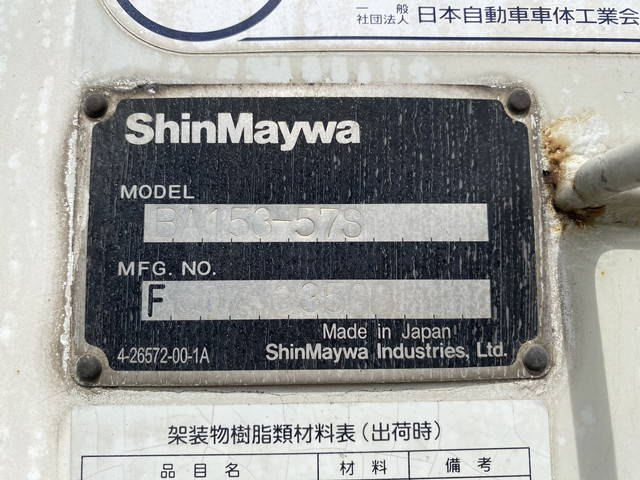 一般
社団法人 日本自動車車体工業会
ShinMaywa
MODEL
BA153-57S
MFG. NO.
F
Made in Japan
4-26572-00-1A ShinMaywa Industries, Ltd.
架装物樹脂類材料表(出荷時)
品目名 材料 備考